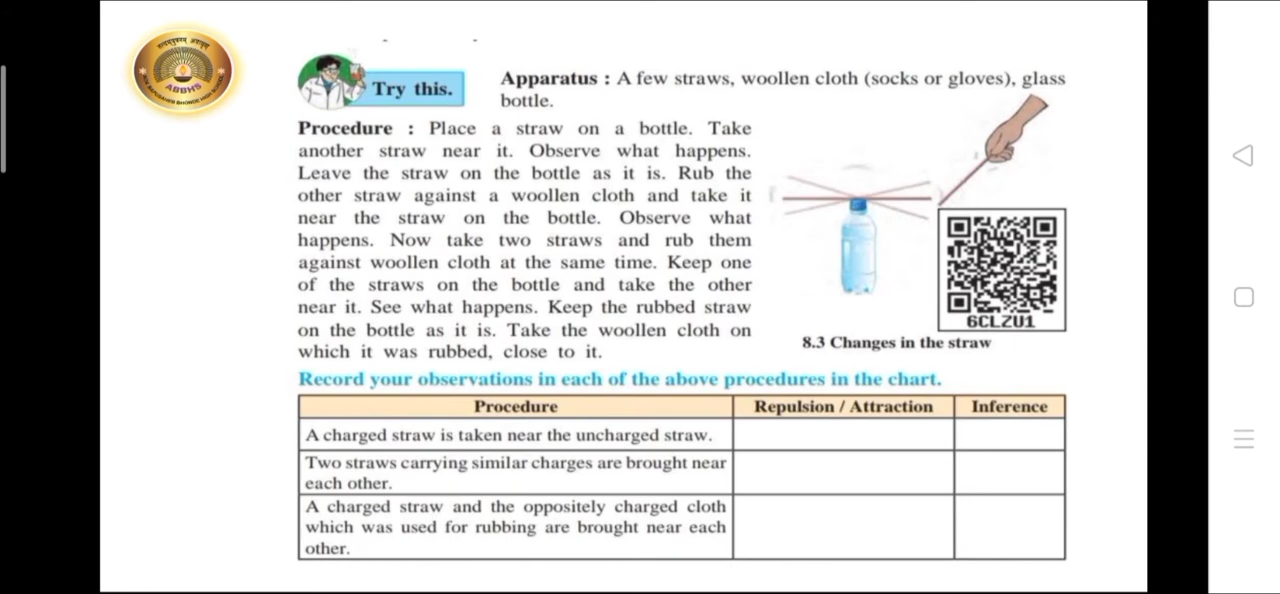 ABBHS
Try this.
Apparatus : A few straws, woollen cloth (socks or gloves), glass
bottle.
Procedure : Place a straw on a bottle. Take
another straw near it. Observe what happens.
Leave the straw on the bottle as it is. Rub the
other straw against a woollen cloth and take it
near the straw on the bottle. Observe what
happens. Now take two straws and rub them
against woollen cloth at the same time. Keep one
of the straws on the bottle and take the other
near it. See what happens. Keep the rubbed straw
on the bottle as it is. Take the woollen cloth on
which it was rubbed, close to it.
6CLZU1
8.3 Changes in the straw
Record your observations in each of the above procedures in the chart.
Procedure Repulsion / Attraction Inference
A charged straw is taken near the uncharged straw.
Two straws carrying similar charges are brought near
each other.
A charged straw and the oppositely charged cloth
which was used for rubbing are brought near each
other.